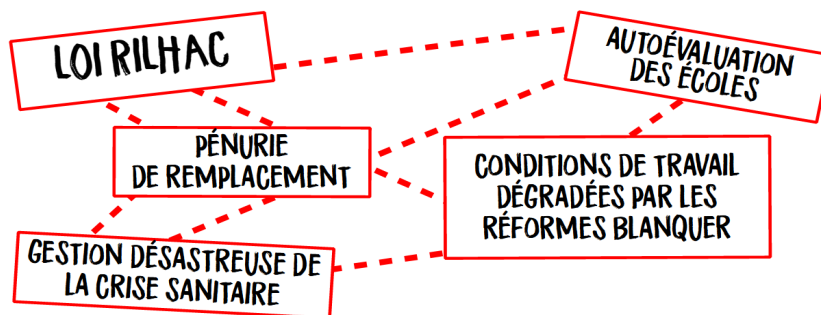 LOI RILHAC
AUTOÉVALUATION
DES ÉCOLES
PÉNURIE
DE REMPLACEMENT
CONDITIONS DE TRAVAIL
DÉGRADÉES PAR LES
RÉFORMES BLANQUER
GESTION DÉSASTREUSE DE
LA CRISE SANITAIRE